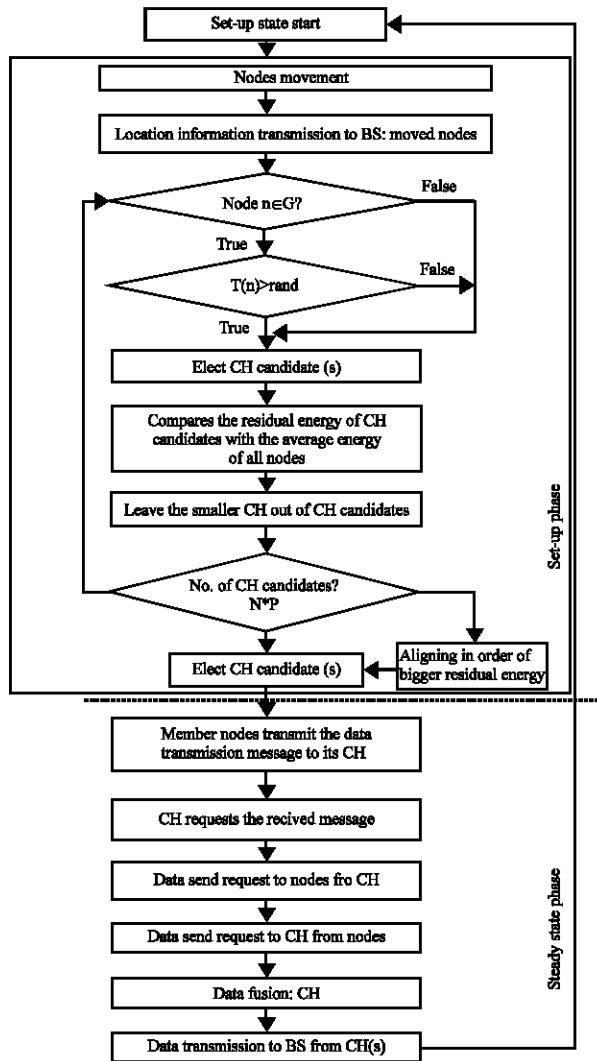 Set-up state start
Nodes movement
Location information transmission to BS: moved nodes
Node n∈G?
False
True
T(n)>rand
False
True
Elect CH candidate (s)
Compares the residual energy of CH
candidates with the average energy
of all nodes
Leave the smaller CH out of CH candidates
No. of CH candidates?
N*P
Aligning in order of
bigger residual energy
Elect CH candidate (s)
Set-up phase
Member nodes transmit the data
transmission message to its CH
CH requests the recived message
Data send request to nodes fro CH
Data send request to CH from nodes
Data fusion: CH
Data transmission to BS from CH(s)
Steady state phase